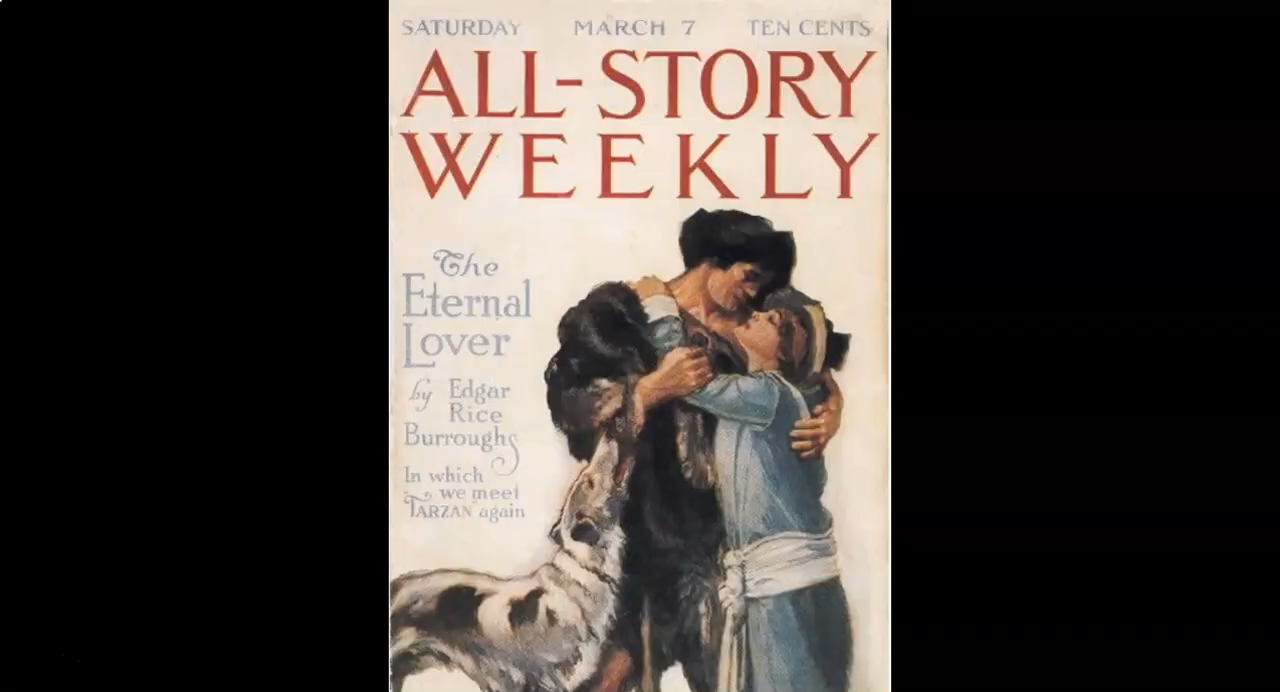 SATURDAY MARCH 7 TEN CENTS
ALL-STORY
WEEKLY
The
Eternal
Lover
by Edgar
Rice
Burroughs
In which
we meet
TARZAN again